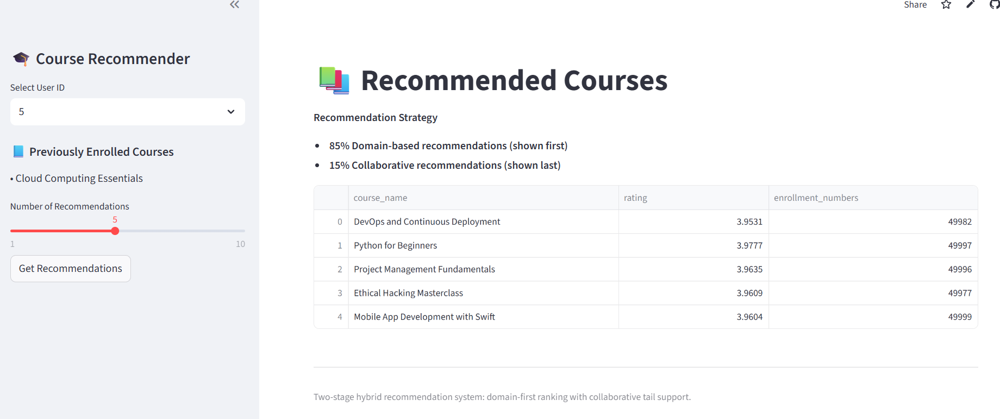 Share
Course Recommender
Select User ID
5
Previously Enrolled Courses
• Cloud Computing Essentials
Number of Recommendations
5
1 10
Get Recommendations
Recommended Courses
Recommendation Strategy
• 85% Domain-based recommendations (shown first)
• 15% Collaborative recommendations (shown last)
course_name rating enrollment_numbers
0 DevOps and Continuous Deployment 3.9531 49982
1 Python for Beginners 3.9777 49997
2 Project Management Fundamentals 3.9635 49996
3 Ethical Hacking Masterclass 3.9609 49977
4 Mobile App Development with Swift 3.9604 49999
Two-stage hybrid recommendation system: domain-first ranking with collaborative tail support.